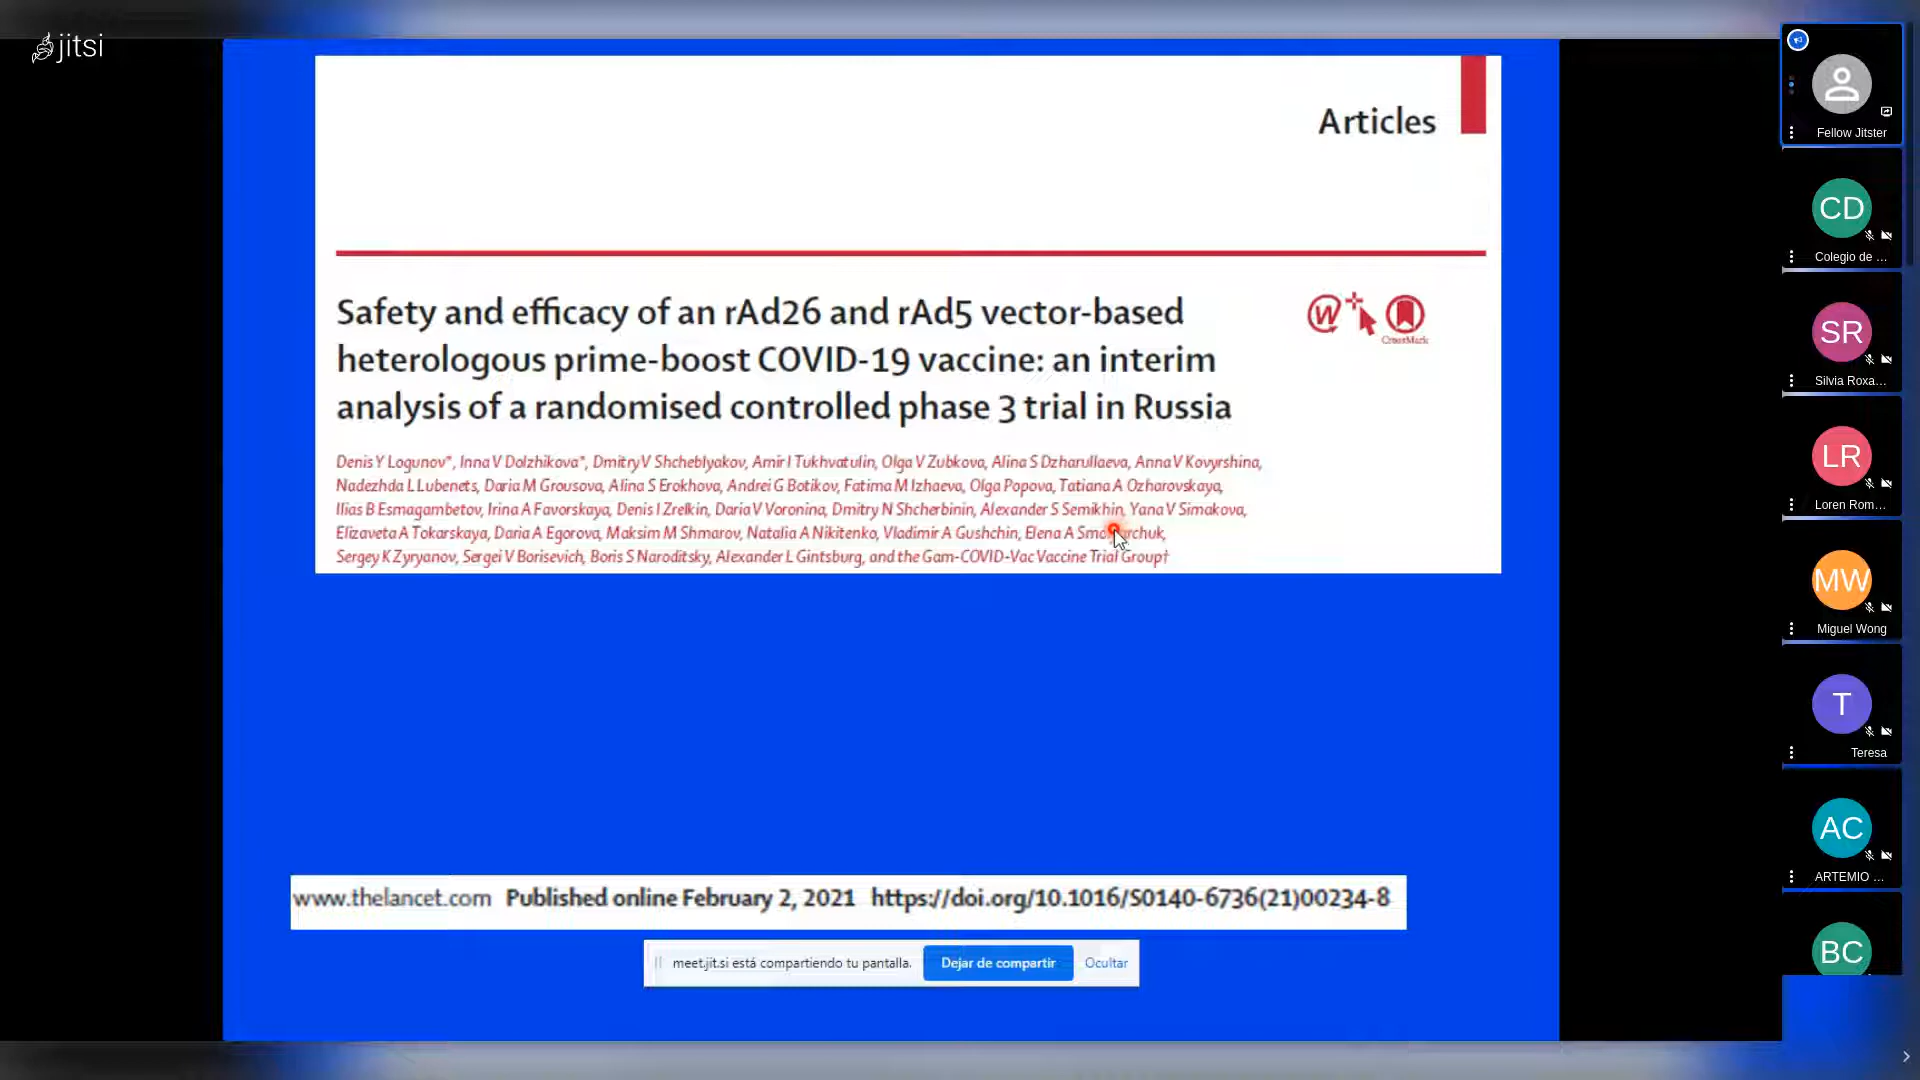 jitsi
Articles
Safety and efficacy of an rAd26 and rAd5 vector-based
heterologous prime-boost COVID-19 vaccine: an interim
analysis of a randomised controlled phase 3 trial in Russia
W
CrossMark
Denis Y Logunov*, Inna V Dolzhikova*, Dmitry V Shcheblyakov, Amir I Tukhvatulin, Olga V Zubkova, Alina S Dzharullaeva, Anna V Kovyrshina,
Nadezhda L Lubenets, Daria M Grousova, Alina S Erokhova, Andrei G Botikov, Fatima M Izhaeva, Olga Popova, Tatiana A Ozharovskaya,
Ilias B Esmagambetov, Irina A Favorskaya, Denis I Zrelkin, Daria V Voronina, Dmitry N Shcherbinin, Alexander S Semikhin, Yana V Simakova,
Elizaveta A Tokarskaya, Daria A Egorova, Maksim M Shmarov, Natalia A Nikitenko, Vladimir A Gushchin, Elena A
Sergey K Zyryanov, Sergei V Borisevich, Boris S Naroditsky, Alexander L Gintsburg, and the Gam-COVID-Vac Vaccine Trial Group†
www.thelancet.com Published online February 2, 2021 https://doi.org/10.1016/S0140-6736(21)00234-8
meet.jit.si está compartiendo tu pantalla. Dejar de compartir Ocultar
Fellow Jitster
CD
Colegio de ...
SR
Silvia Roxa...
LR
Loren Rom...
MW
Miguel Wong
T
Teresa
AC
ARTEMIO ...
BC